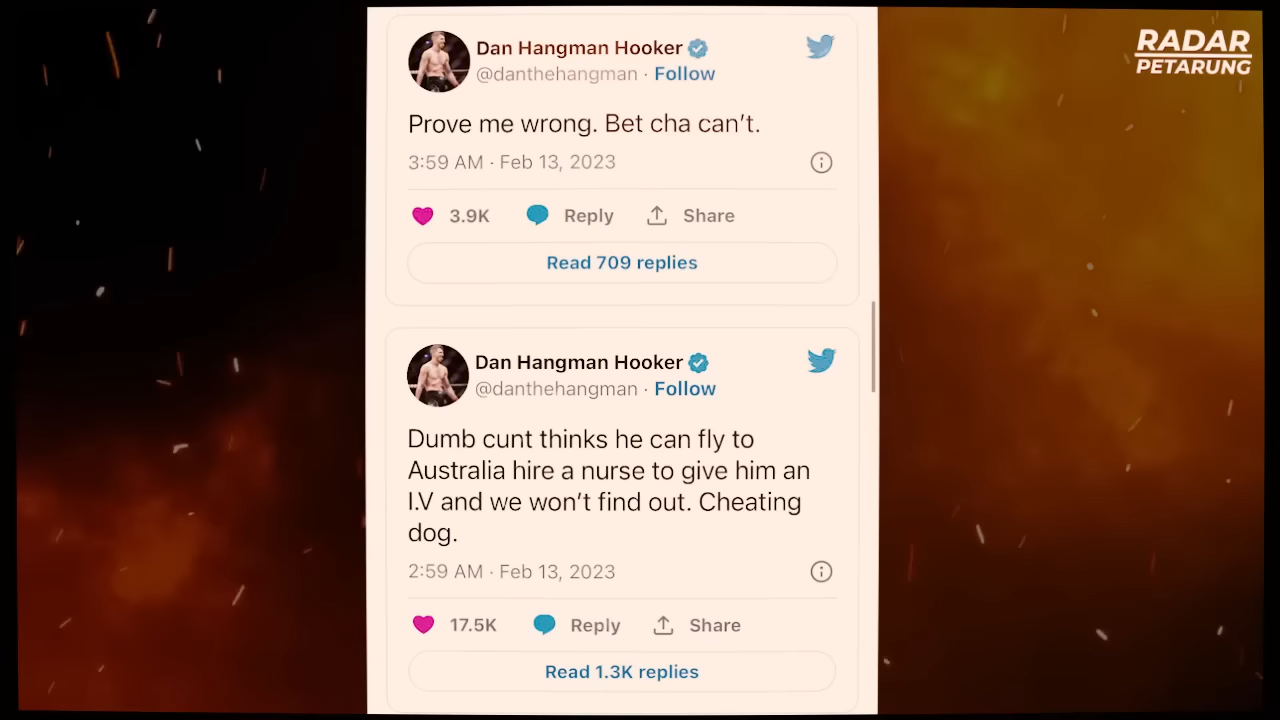 RADAR
PETARUNG
Dan Hangman Hooker
@danthehangman · Follow
Prove me wrong. Bet cha can't.
3:59 AM · Feb 13, 2023
3.9K Reply Share
Read 709 replies
Dan Hangman Hooker
@danthehangman · Follow
Dumb cunt thinks he can fly to
Australia hire a nurse to give him an
I.V and we won't find out. Cheating
dog.
2:59 AM · Feb 13, 2023
17.5K Reply Share
Read 1.3K replies